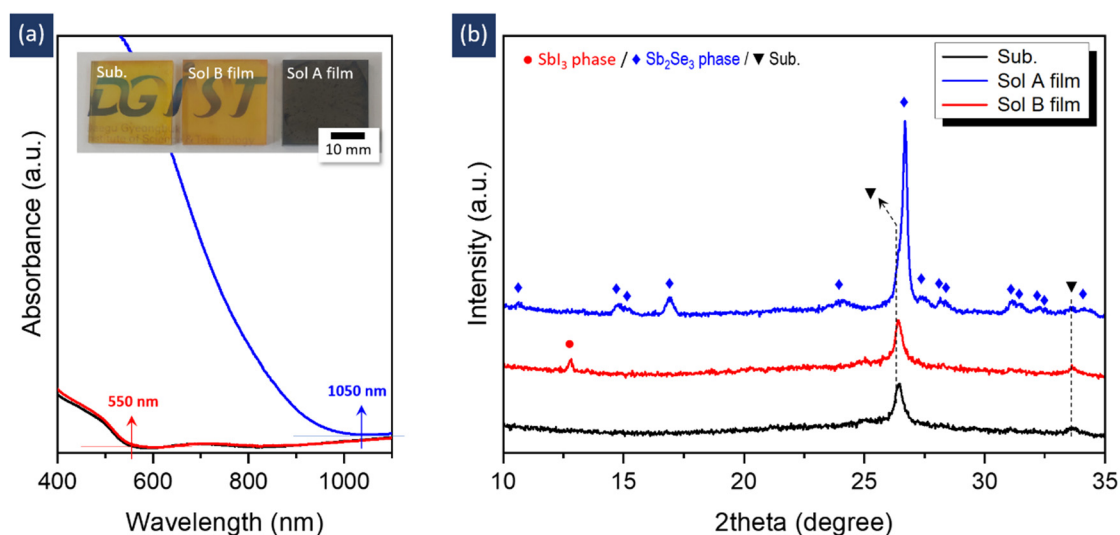 (a)
Absorbance (a.u.)
Sub.
Sol B film
Sol A film
DGIST
10 mm
550 nm
1050 nm
400
600
800
1000
Wavelength (nm)
(b)
● SbI₃ phase / ♦ Sb₂Se₃ phase / ▼ Sub.
Sub.
Sol A film
Sol B film
Intensity (a.u.)
10
15
20
25
30
35
2theta (degree)